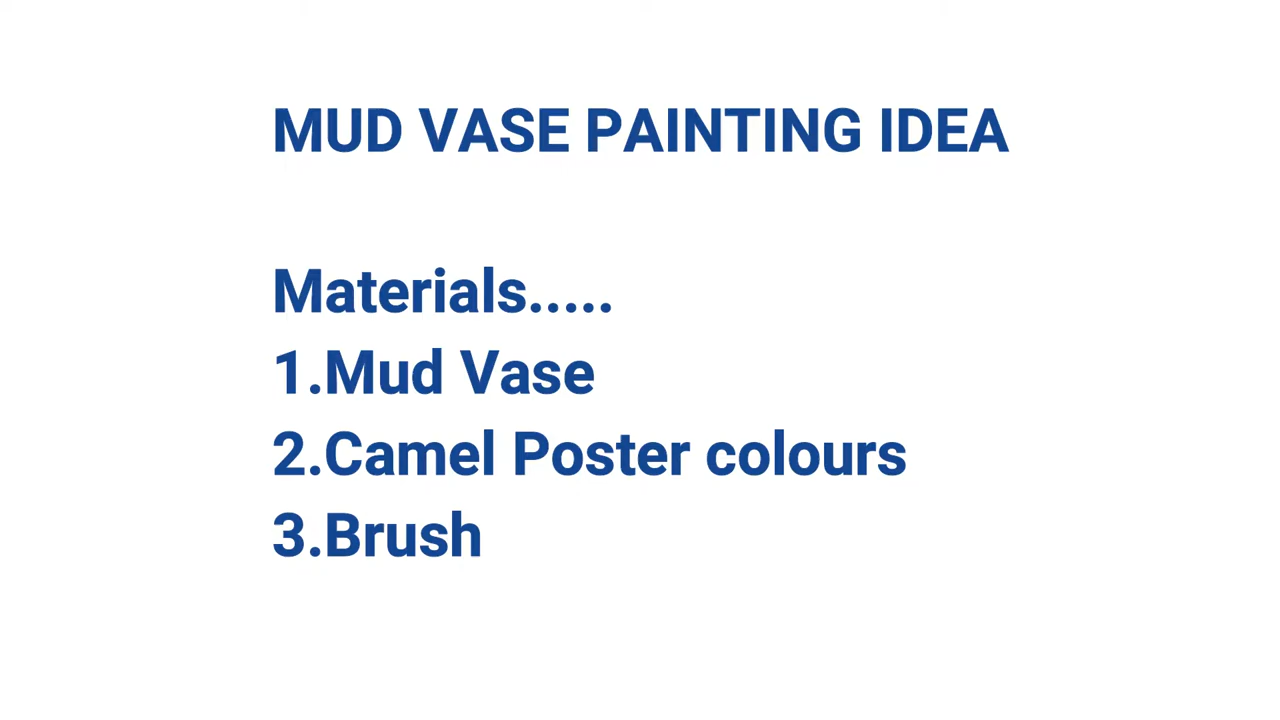 MUD VASE PAINTING IDEA
Materials.....
1.Mud Vase
2.Camel Poster colours
3.Brush